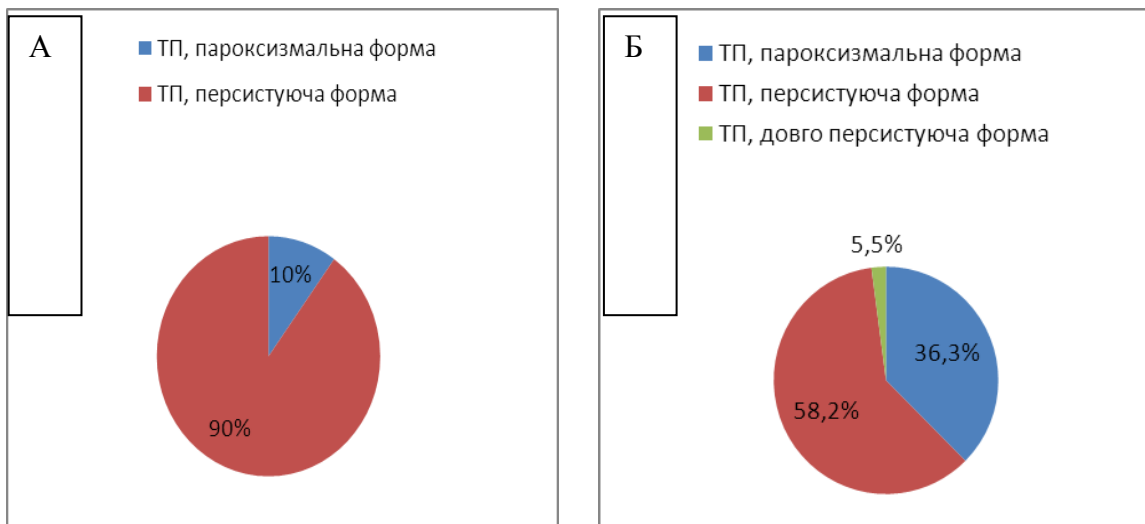 А
ТП, пароксизмальна форма
ТП, персистуюча форма
10%
90%
Б
ТП, пароксизмальна форма
ТП, персистуюча форма
ТП, довго персистуюча форма
5,5%
36,3%
58,2%